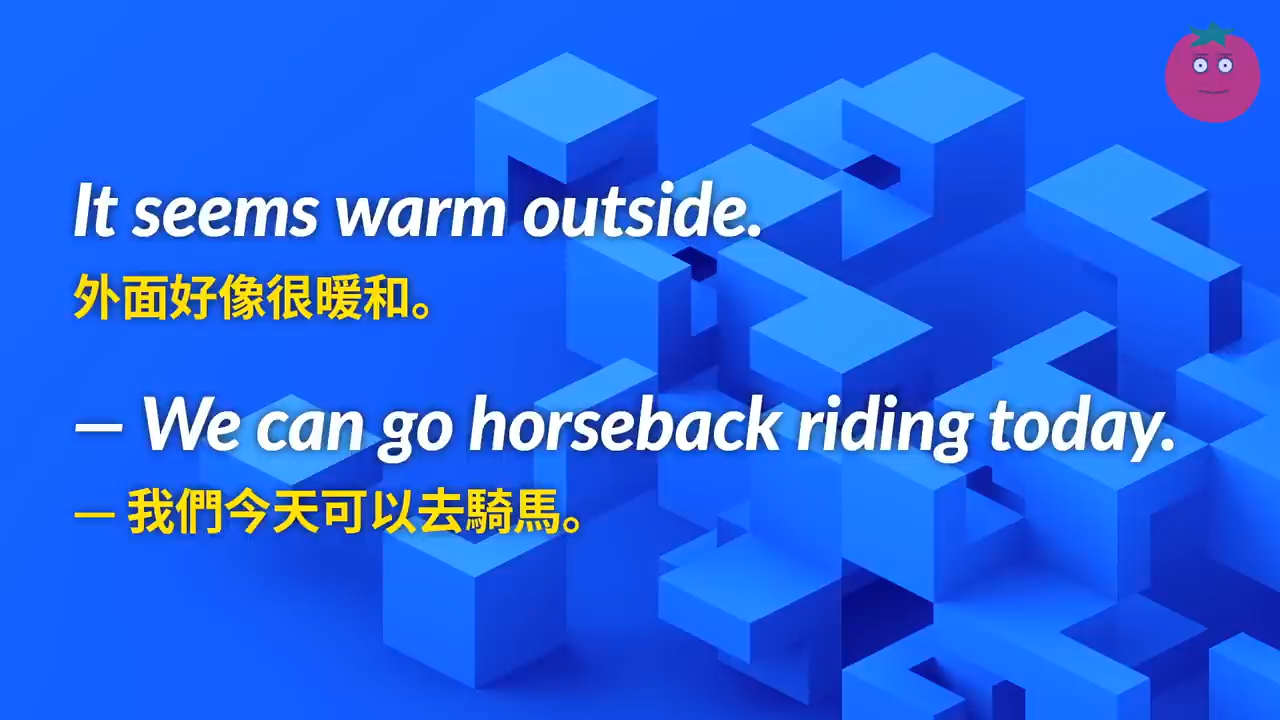 It seems warm outside.
外面好像很暖和。
— We can go horseback riding today.
— 我們今天可以去騎馬。